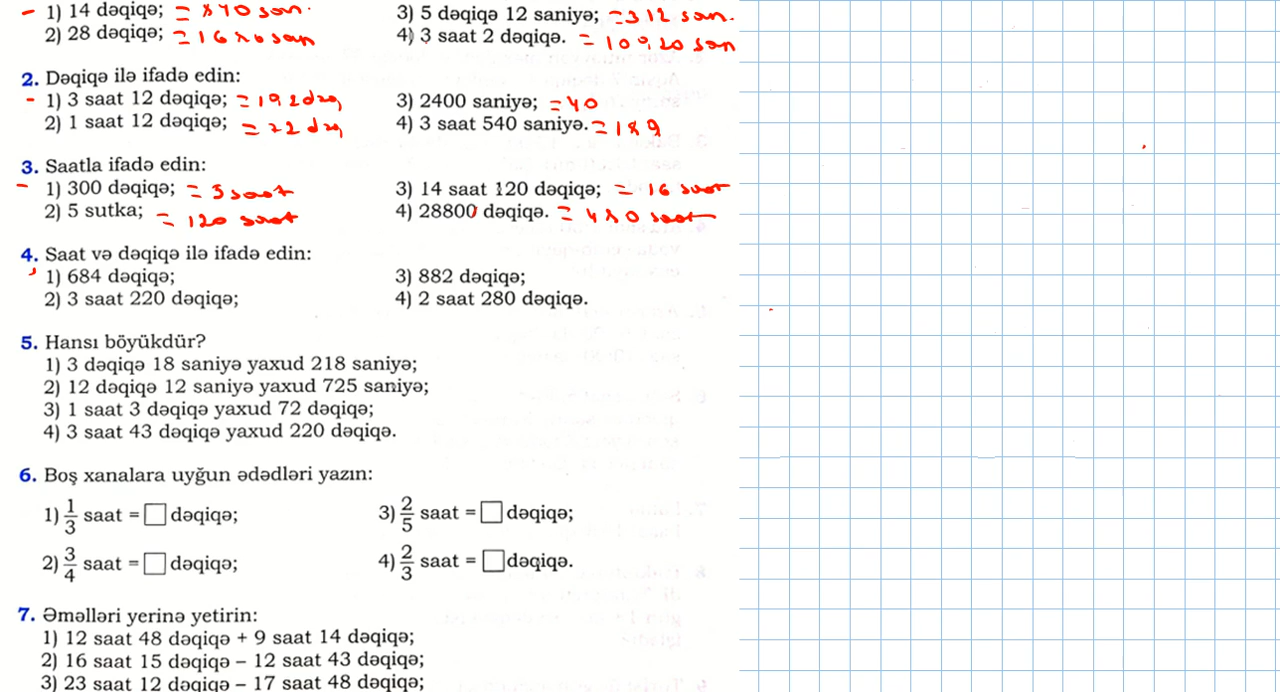 1) 14 dəqiqə; = 840 san.
3) 5 dəqiqə 12 saniyə; = 312 san.
2) 28 dəqiqə; = 1680 san
4) 3 saat 2 dəqiqə. = 10920 san
2. Dəqiqə ilə ifadə edin:
1) 3 saat 12 dəqiqə; = 192 dəq
3) 2400 saniyə; = 40
2) 1 saat 12 dəqiqə; = 72 dəq
4) 3 saat 540 saniyə. = 189
3. Saatla ifadə edin:
1) 300 dəqiqə; = 5 saat
3) 14 saat 120 dəqiqə; = 16 saat
2) 5 sutka; = 120 saat
4) 28800 dəqiqə. = 480 saat
4. Saat və dəqiqə ilə ifadə edin:
1) 684 dəqiqə;
3) 882 dəqiqə;
2) 3 saat 220 dəqiqə;
4) 2 saat 280 dəqiqə.
5. Hansı böyükdür?
1) 3 dəqiqə 18 saniyə yaxud 218 saniyə;
2) 12 dəqiqə 12 saniyə yaxud 725 saniyə;
3) 1 saat 3 dəqiqə yaxud 72 dəqiqə;
4) 3 saat 43 dəqiqə yaxud 220 dəqiqə.
6. Boş xanalara uyğun ədədləri yazın:
1) 1/3 saat = □ dəqiqə;
3) 2/5 saat = □ dəqiqə;
2) 3/4 saat = □ dəqiqə;
4) 2/3 saat = □ dəqiqə.
7. Əməlləri yerinə yetirin:
1) 12 saat 48 dəqiqə + 9 saat 14 dəqiqə;
2) 16 saat 15 dəqiqə – 12 saat 43 dəqiqə;
3) 23 saat 12 dəqiqə – 17 saat 48 dəqiqə;